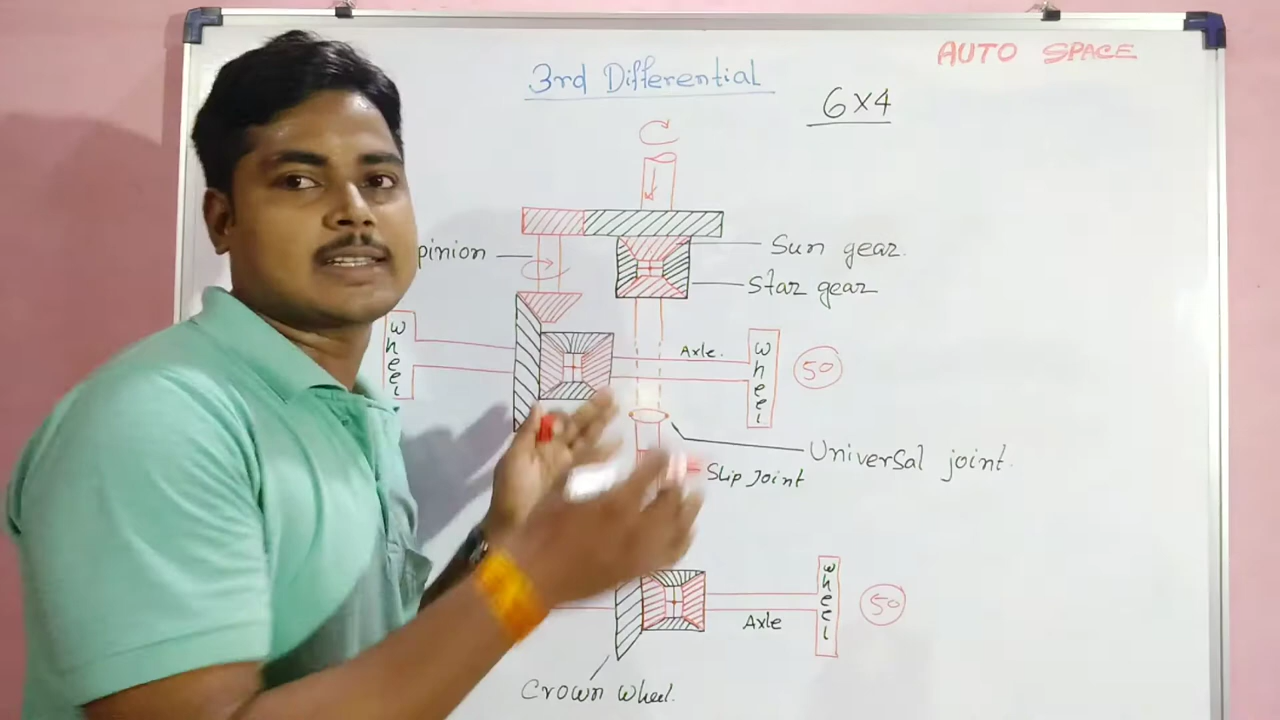 AUTO SPACE
3rd Differential
6x4
pinion
Sun gear.
Star gear
wheel
Axle.
wheel
50
Universal joint.
Slip Joint
wheel
50
Axle
Crown wheel.